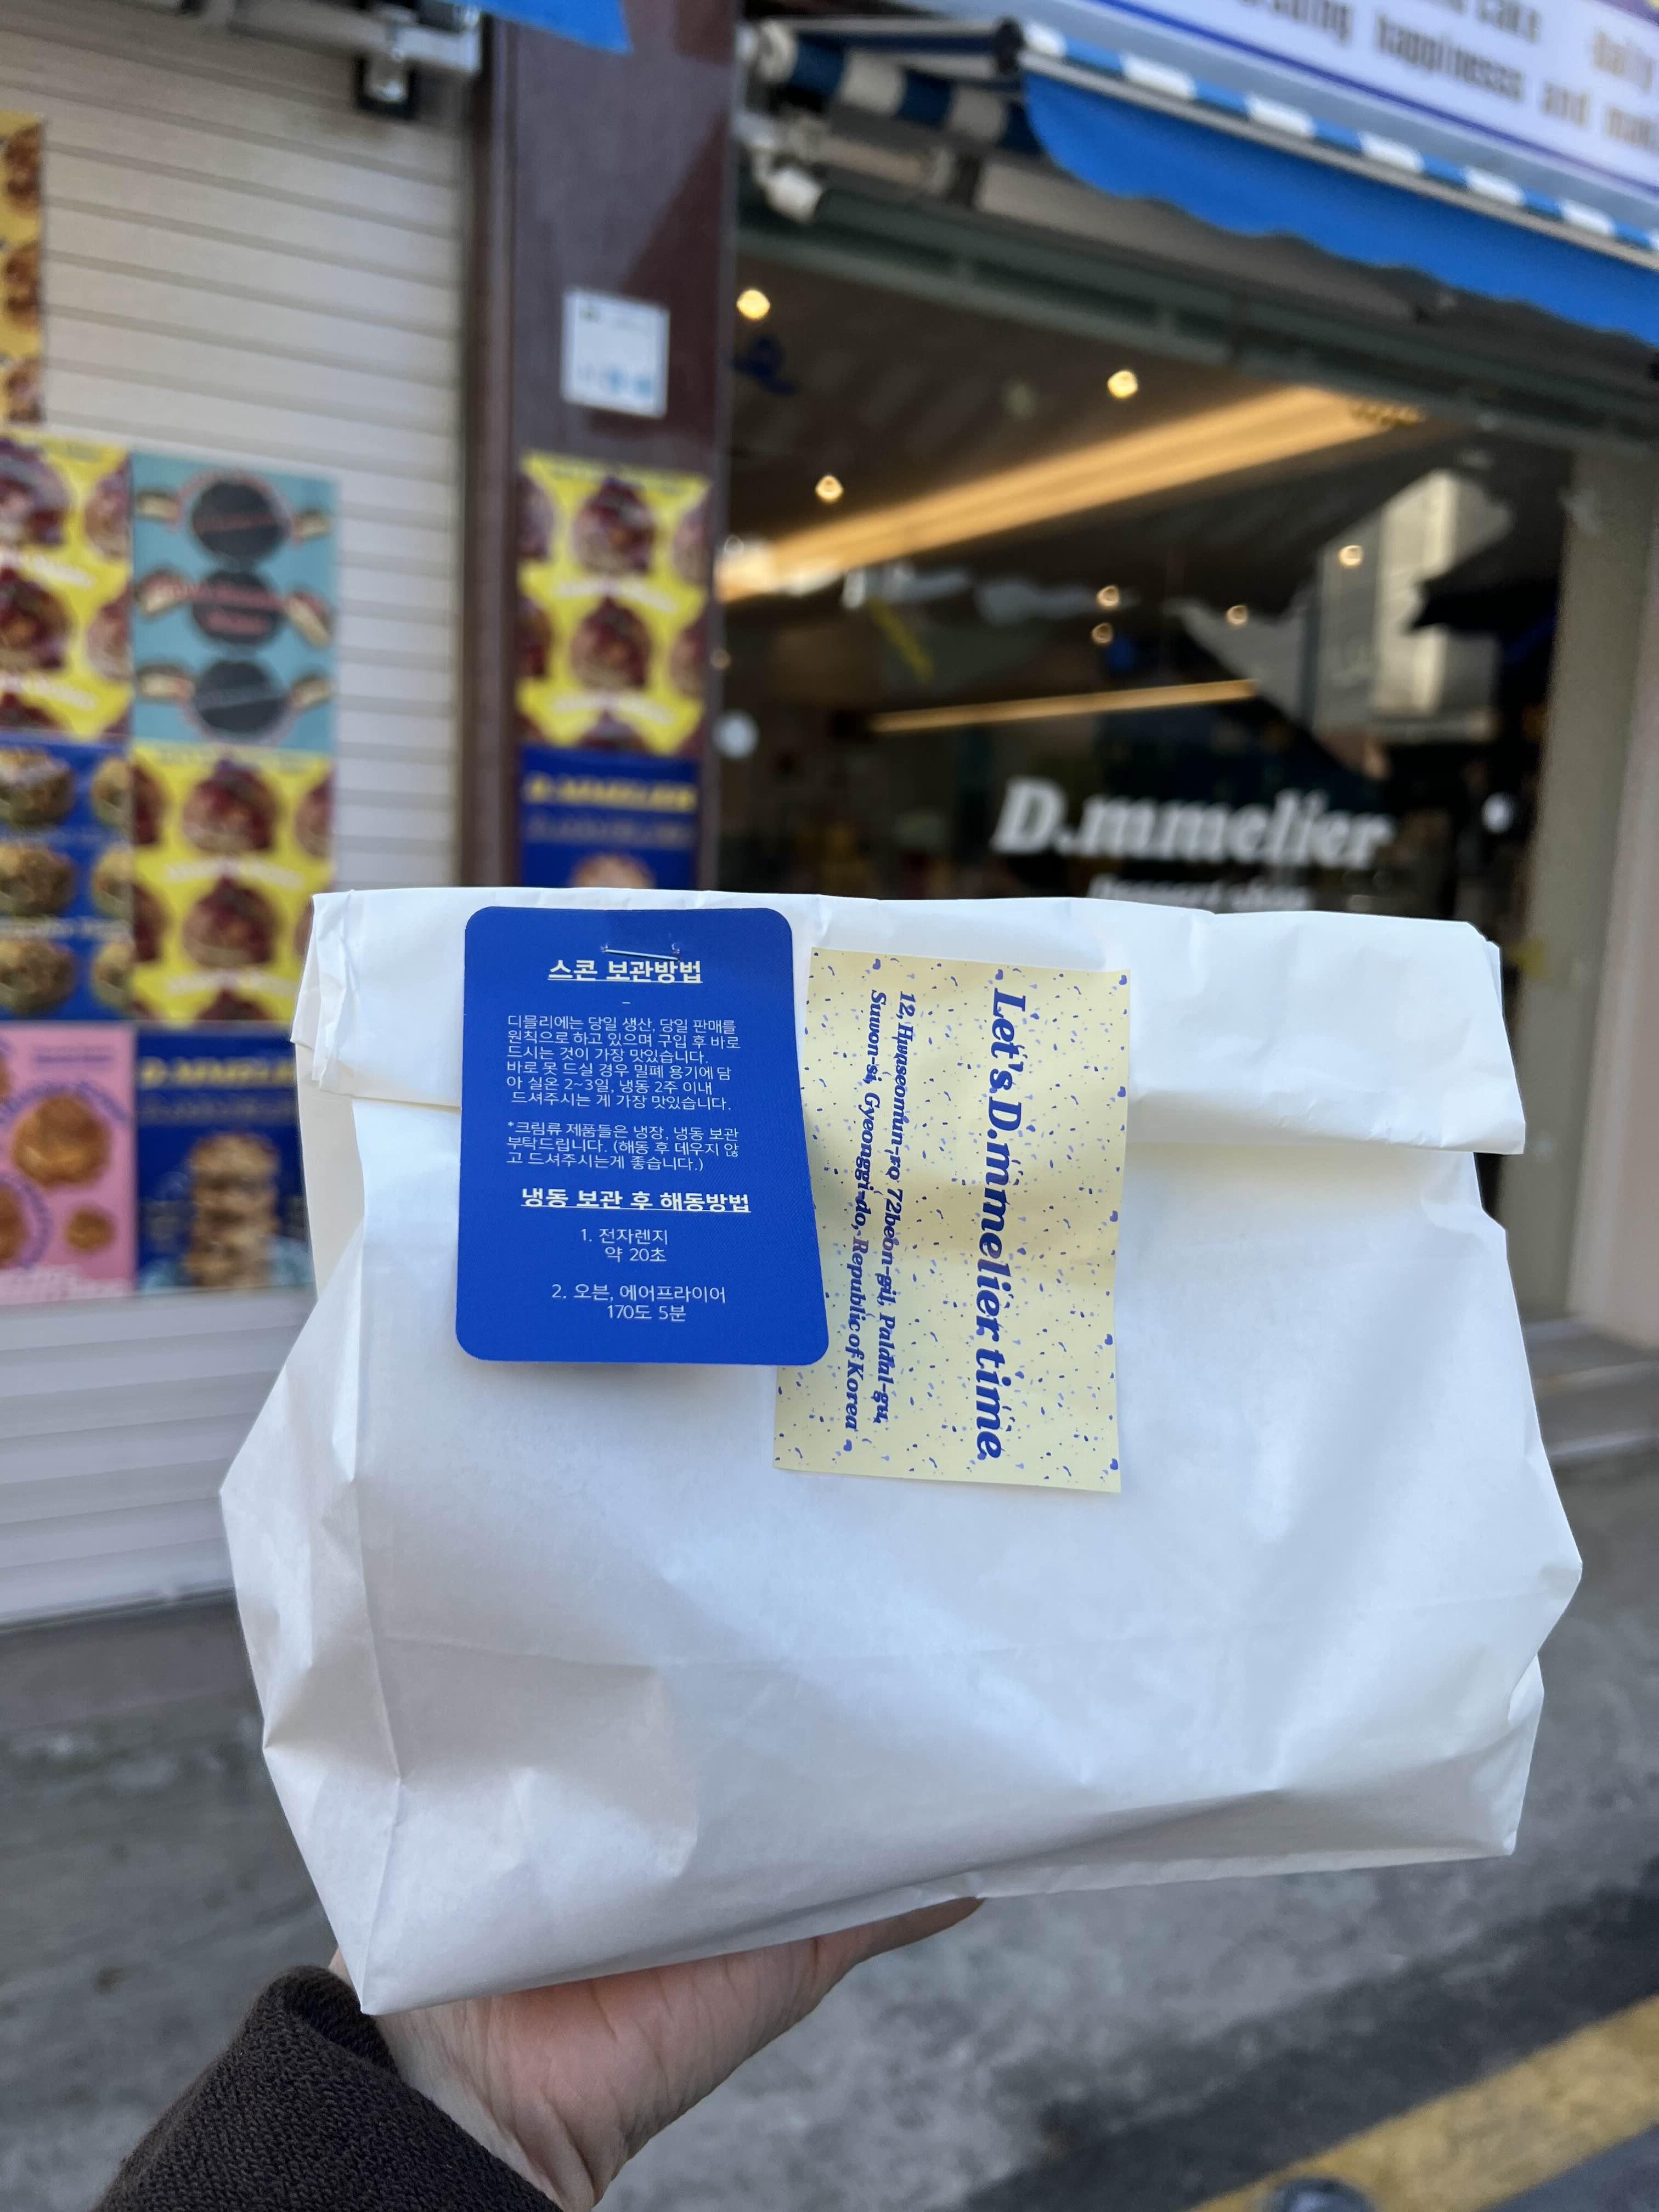 happiness and
D.mmelier
Dessert shop
D.MMELIER
D.MMELIER
스콘 보관방법
–
디믈리에는 당일 생산, 당일 판매를
원칙으로 하고 있으며 구입 후 바로
드시는 것이 가장 맛있습니다.
바로 못 드실 경우 밀폐 용기에 담
아 실온 2~3일, 냉동 2주 이내
드셔주시는 게 가장 맛있습니다.
*크림류 제품들은 냉장, 냉동 보관
부탁드립니다. (해동 후 데우지 않
고 드셔주시는게 좋습니다.)
냉동 보관 후 해동방법
1. 전자렌지
약 20초
2. 오븐, 에어프라이어
170도 5분
Let's D.mmelier time.
12, Hwaseomun-ro 72beon-gil, Paldal-gu,
Suwon-si, Gyeonggi-do, Republic of Korea